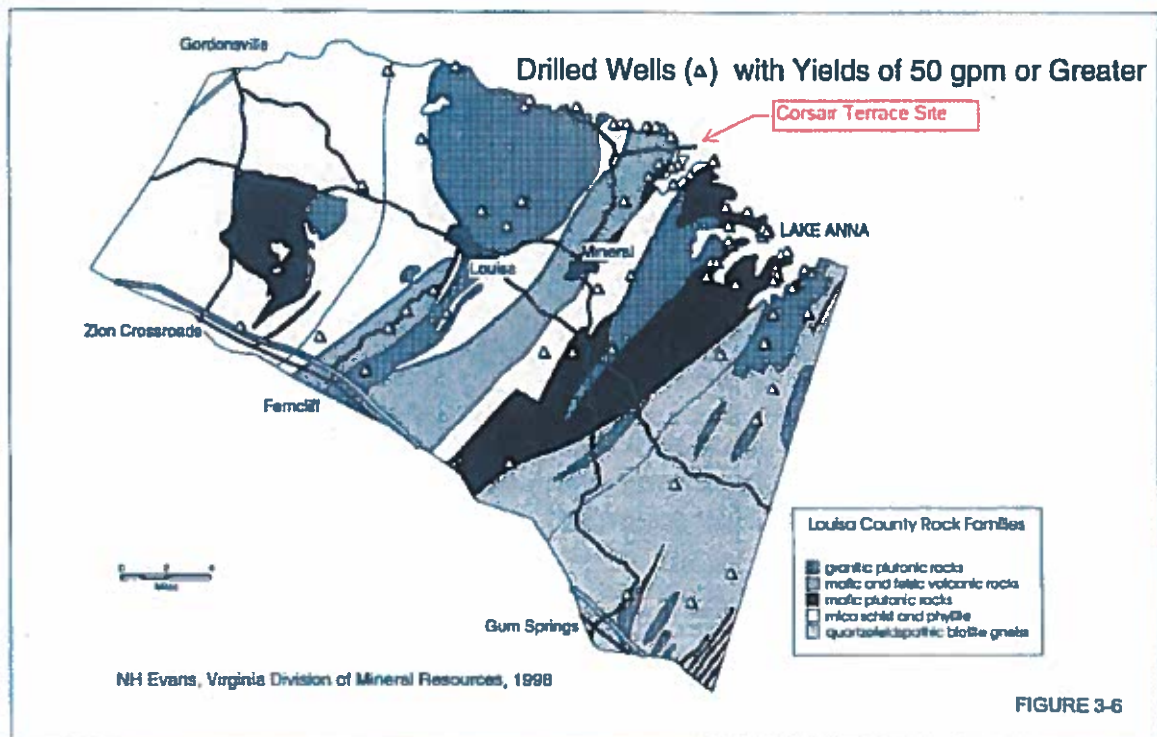 Gordonsville
Drilled Wells (▵) with Yields of 50 gpm or Greater
Corsair Terrace Site
LAKE ANNA
Mineral
Louisa
Zion Crossroads
Ferncliff
Louisa County Rock Families
granitic plutonic rocks
mafic and felsic volcanic rocks
mafic plutonic rocks
mica schist and phyllite
quartzofeldspathic biotite gneiss
Miles
Gum Springs
NH Evans, Virginia Division of Mineral Resources, 1998
FIGURE 3-6